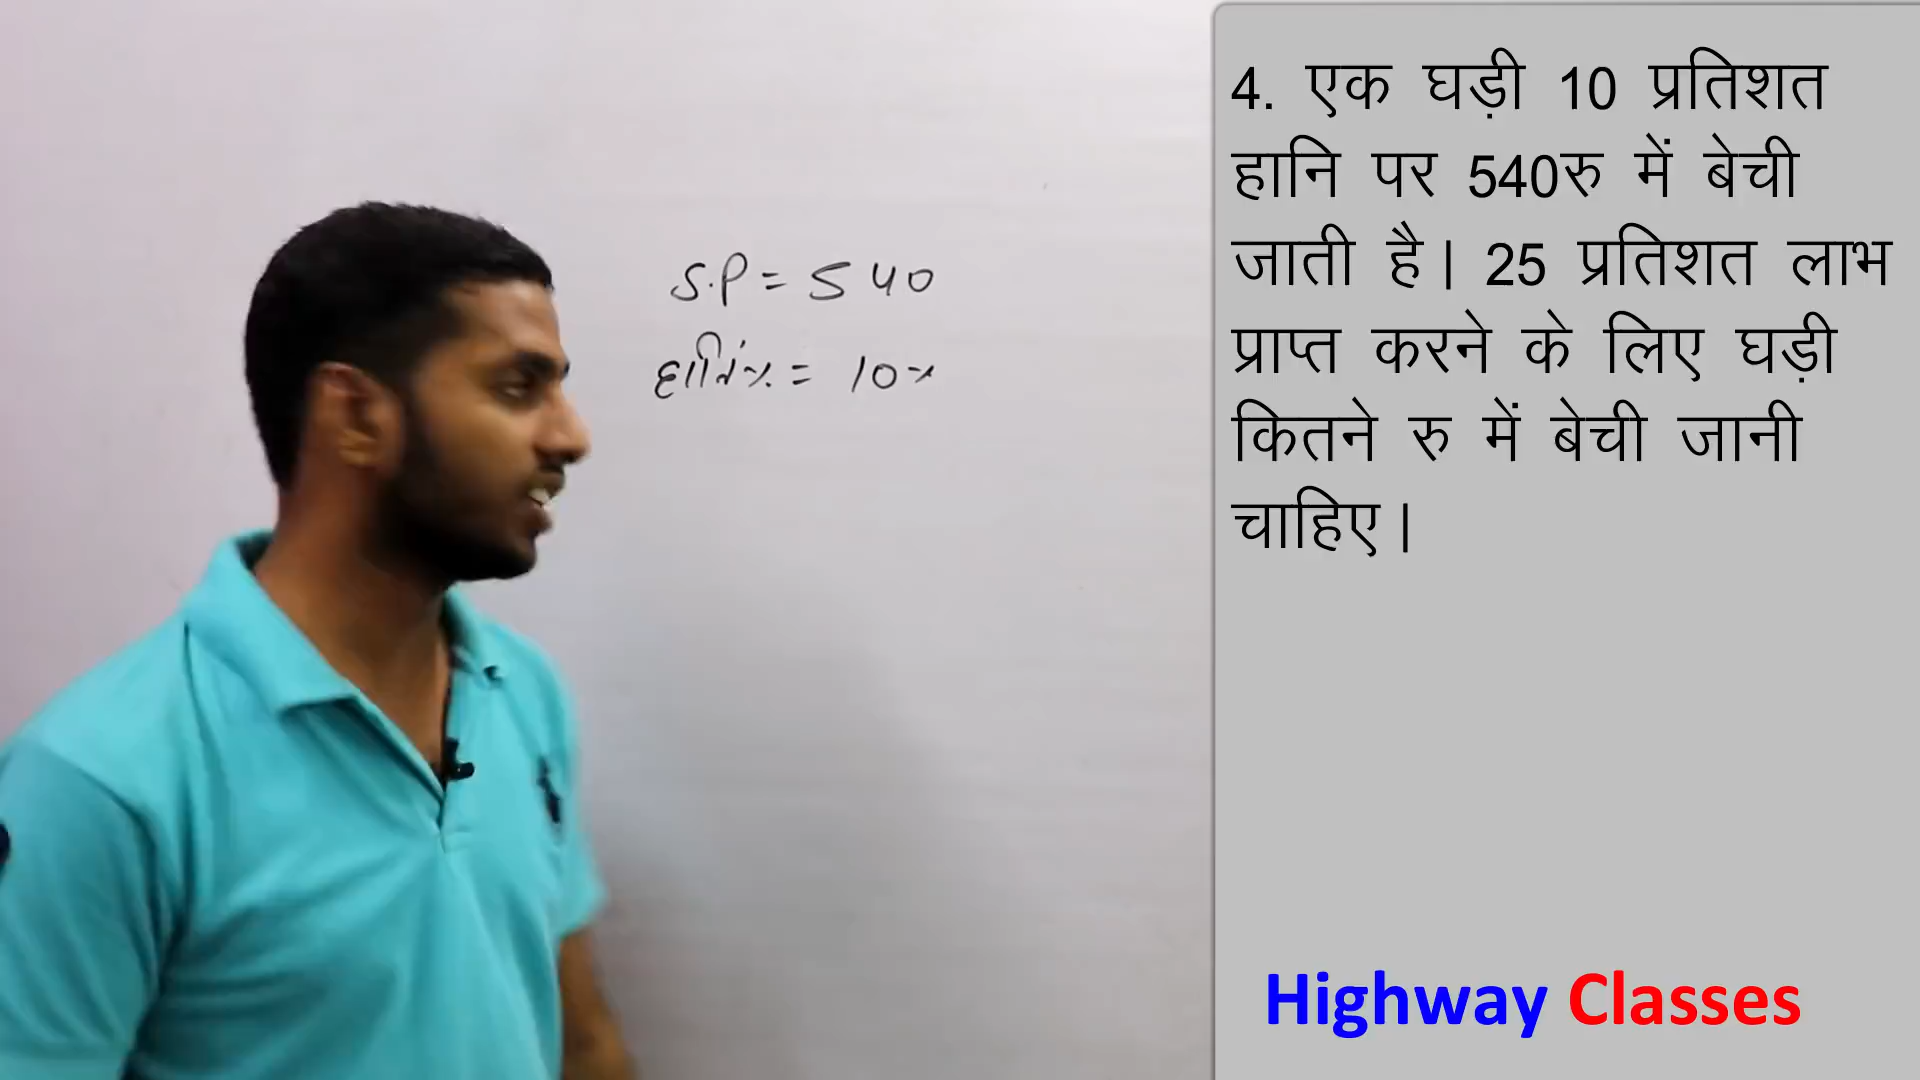 S.P = 540
हानि% = 10%
4. एक घड़ी 10 प्रतिशत
हानि पर 540रु में बेची
जाती है। 25 प्रतिशत लाभ
प्राप्त करने के लिए घड़ी
कितने रु में बेची जानी
चाहिए।
Highway Classes